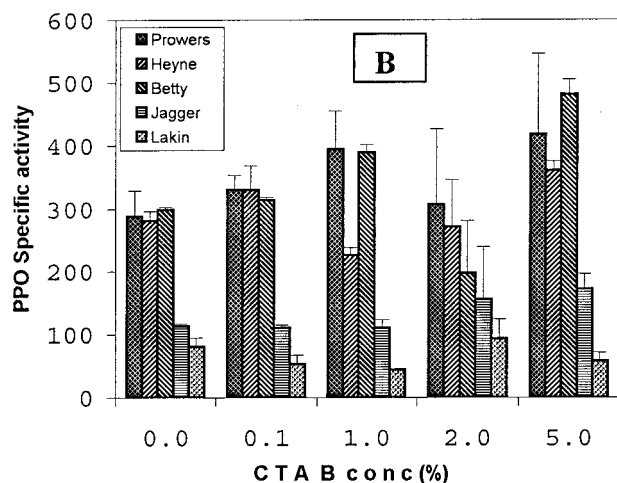 600
500
400
300
200
100
0
PPO Specific activity
Prowers
Heyne
Betty
Jagger
Lakin
B
0.0 0.1 1.0 2.0 5.0
CTA B conc (%)